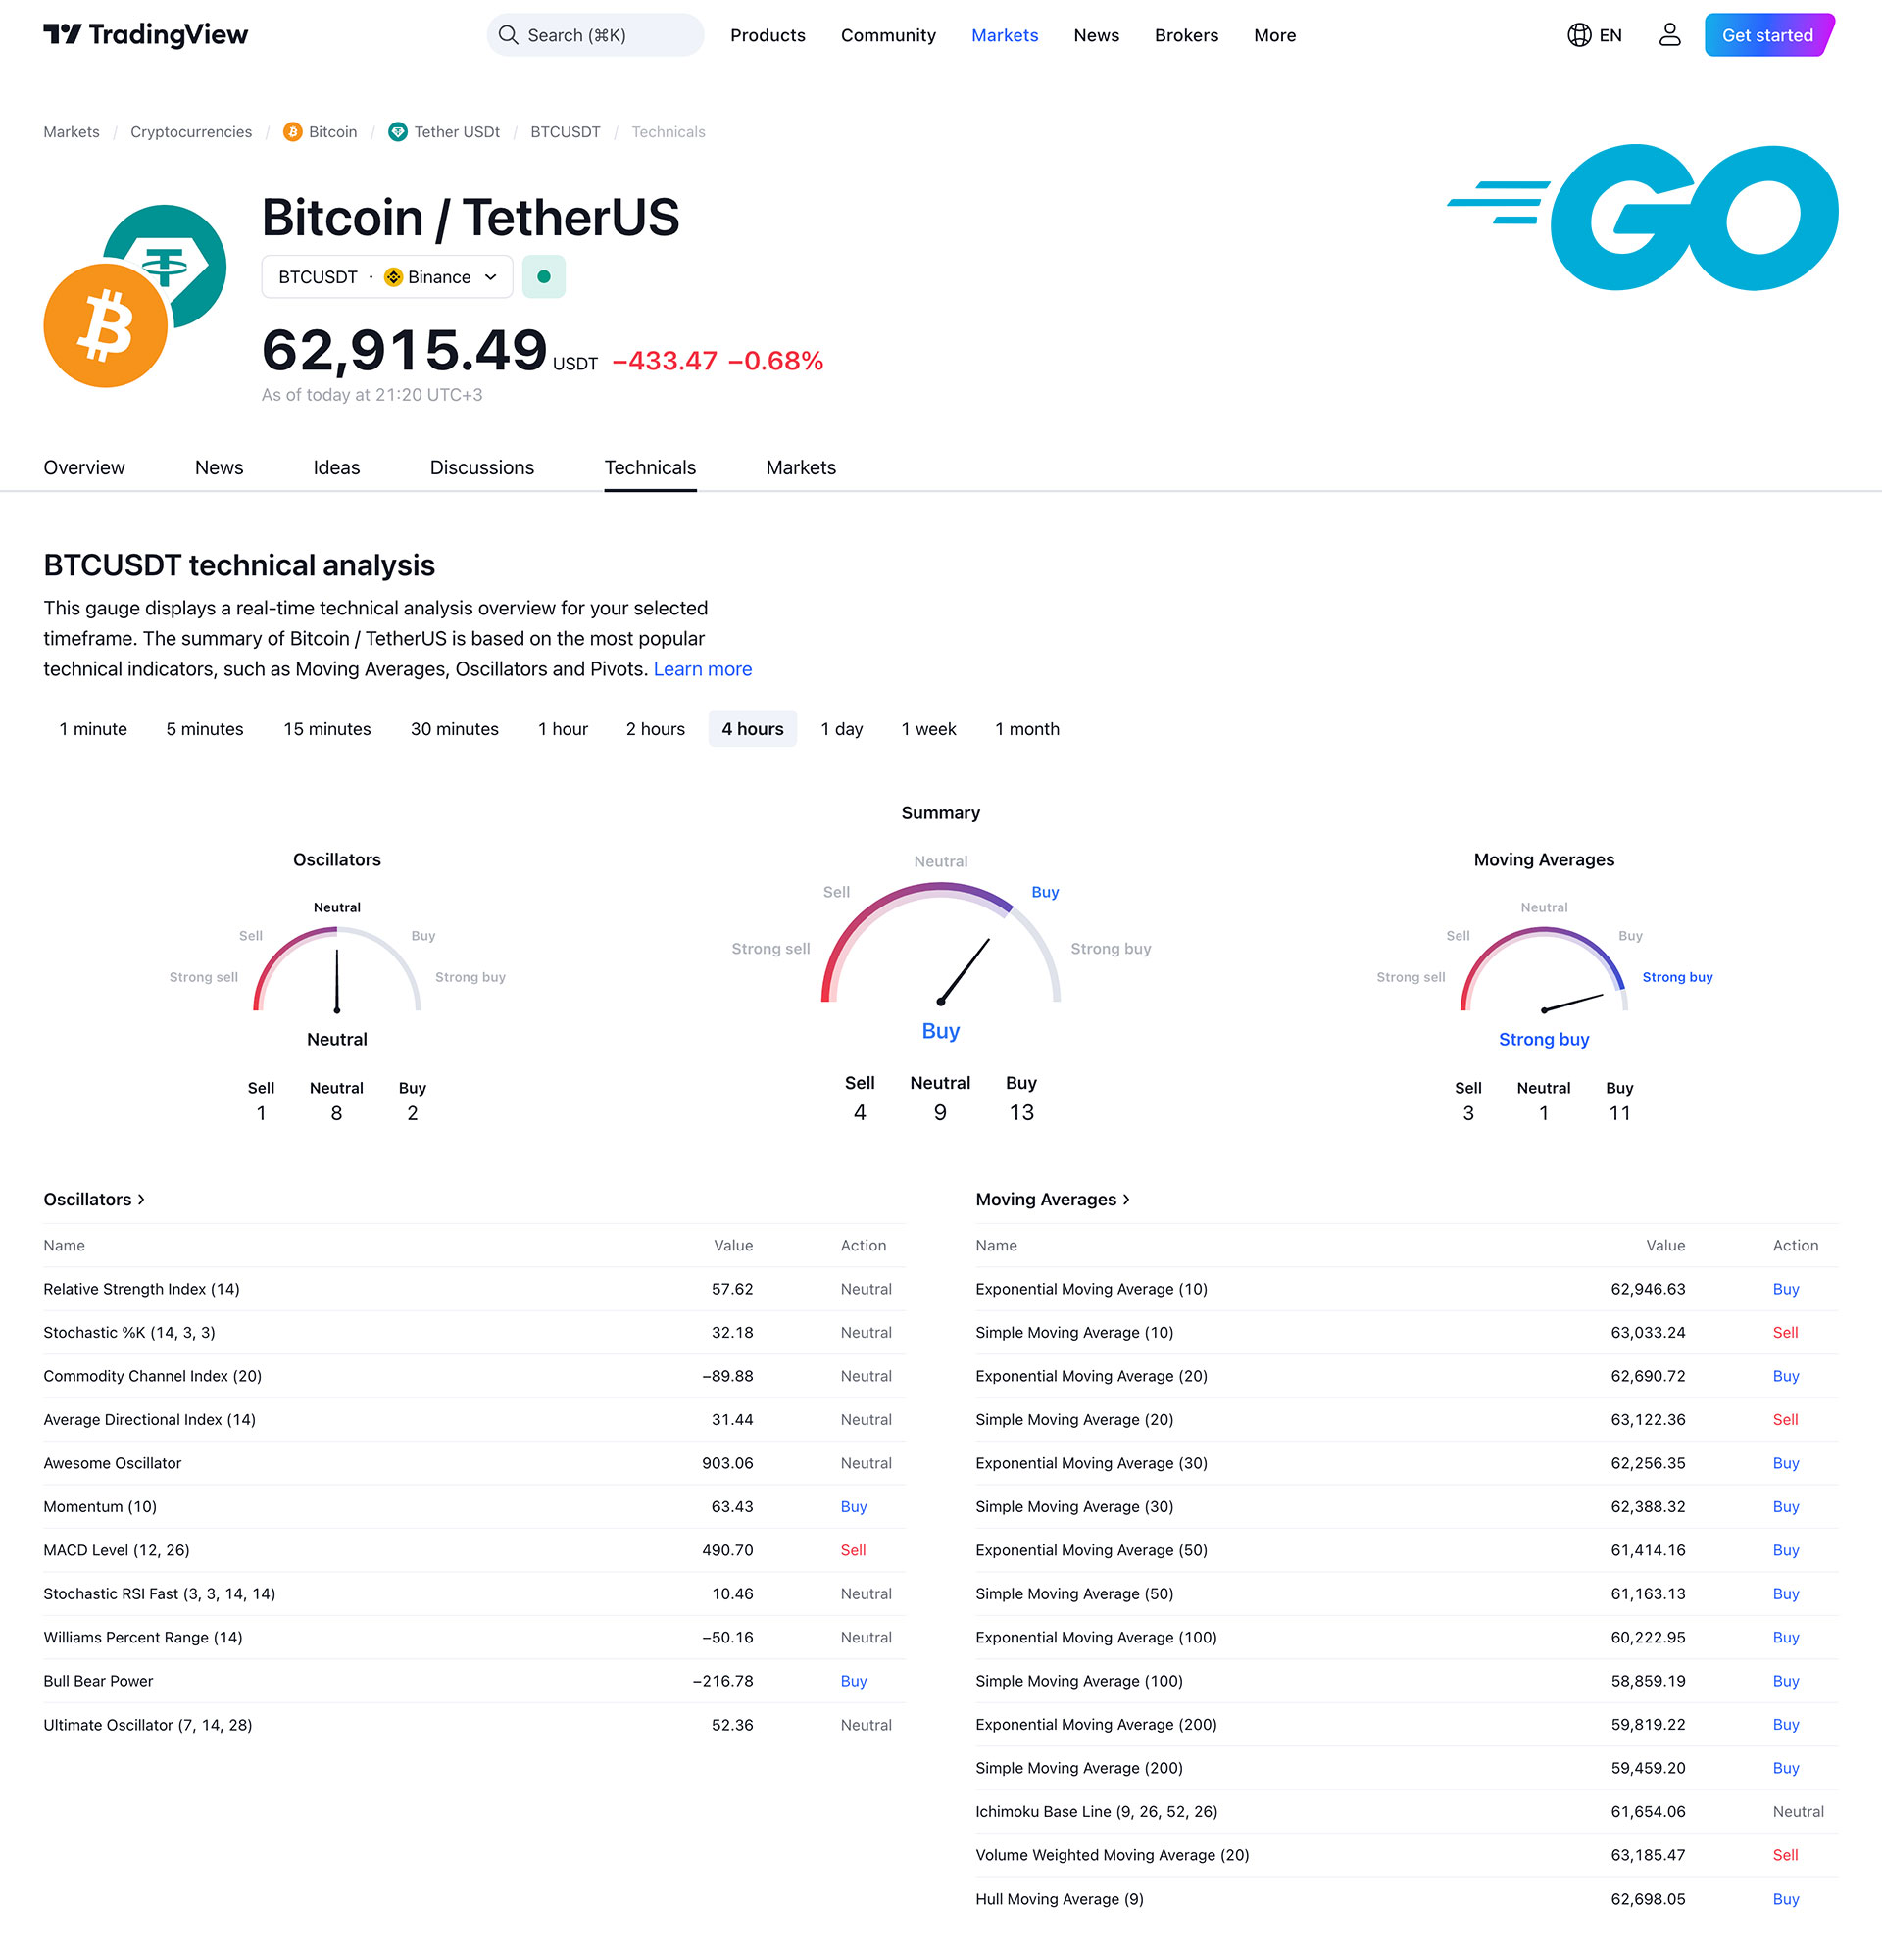 TradingView
Search (⌘K)
Products
Community
Markets
News
Brokers
More
EN
Get started
Markets / Cryptocurrencies / Bitcoin / Tether USDt / BTCUSDT / Technicals
GO
Bitcoin / TetherUS
BTCUSDT · Binance
62,915.49 USDT −433.47 −0.68%
As of today at 21:20 UTC+3
Overview
News
Ideas
Discussions
Technicals
Markets
BTCUSDT technical analysis
This gauge displays a real-time technical analysis overview for your selected
timeframe. The summary of Bitcoin / TetherUS is based on the most popular
technical indicators, such as Moving Averages, Oscillators and Pivots. Learn more
1 minute
5 minutes
15 minutes
30 minutes
1 hour
2 hours
4 hours
1 day
1 week
1 month
Oscillators
Neutral
Sell
Buy
Strong sell
Strong buy
Neutral
Sell Neutral Buy
1 8 2
Summary
Neutral
Sell
Buy
Strong sell
Strong buy
Buy
Sell Neutral Buy
4 9 13
Moving Averages
Neutral
Sell
Buy
Strong sell
Strong buy
Strong buy
Sell Neutral Buy
3 1 11
Oscillators
Name Value Action
Relative Strength Index (14) 57.62 Neutral
Stochastic %K (14, 3, 3) 32.18 Neutral
Commodity Channel Index (20) −89.88 Neutral
Average Directional Index (14) 31.44 Neutral
Awesome Oscillator 903.06 Neutral
Momentum (10) 63.43 Buy
MACD Level (12, 26) 490.70 Sell
Stochastic RSI Fast (3, 3, 14, 14) 10.46 Neutral
Williams Percent Range (14) −50.16 Neutral
Bull Bear Power −216.78 Buy
Ultimate Oscillator (7, 14, 28) 52.36 Neutral
Moving Averages
Name Value Action
Exponential Moving Average (10) 62,946.63 Buy
Simple Moving Average (10) 63,033.24 Sell
Exponential Moving Average (20) 62,690.72 Buy
Simple Moving Average (20) 63,122.36 Sell
Exponential Moving Average (30) 62,256.35 Buy
Simple Moving Average (30) 62,388.32 Buy
Exponential Moving Average (50) 61,414.16 Buy
Simple Moving Average (50) 61,163.13 Buy
Exponential Moving Average (100) 60,222.95 Buy
Simple Moving Average (100) 58,859.19 Buy
Exponential Moving Average (200) 59,819.22 Buy
Simple Moving Average (200) 59,459.20 Buy
Ichimoku Base Line (9, 26, 52, 26) 61,654.06 Neutral
Volume Weighted Moving Average (20) 63,185.47 Sell
Hull Moving Average (9) 62,698.05 Buy